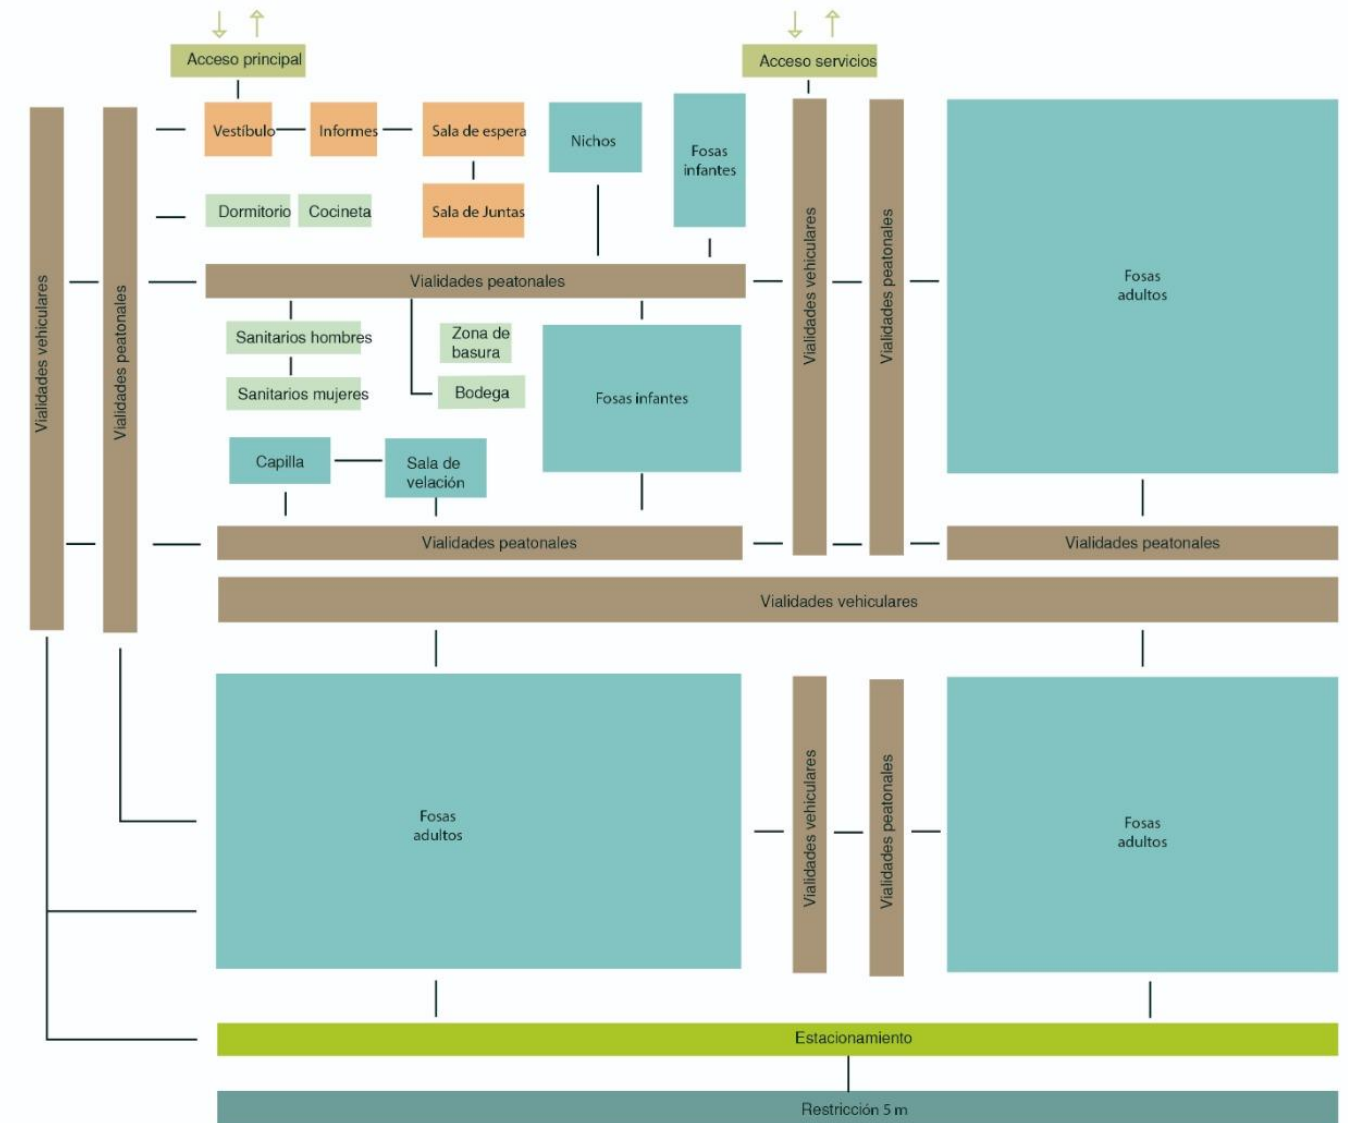 Acceso principal
Acceso servicios
Vestíbulo
Informes
Sala de espera
Nichos
Fosas
infantes
Dormitorio
Cocineta
Sala de Juntas
Vialidades vehiculares
Vialidades peatonales
Vialidades peatonales
Vialidades vehiculares
Vialidades peatonales
Fosas
adultos
Sanitarios hombres
Zona de
basura
Sanitarios mujeres
Bodega
Fosas infantes
Capilla
Sala de
velación
Vialidades peatonales
Vialidades peatonales
Vialidades vehiculares
Fosas
adultos
Vialidades vehiculares
Vialidades peatonales
Fosas
adultos
Estacionamiento
Restricción 5 m